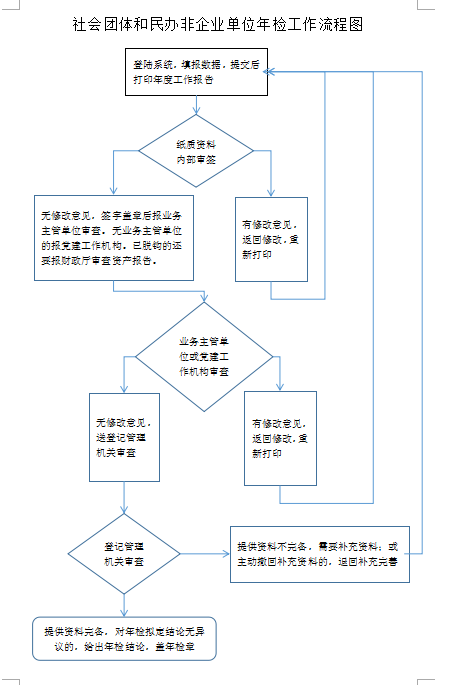 社会团体和民办非企业单位年检工作流程图
登陆系统，填报数据，提交后
打印年度工作报告
纸质资料
内部审签
无修改意见，签字盖章后报业务
主管单位审查。无业务主管单位
的报党建工作机构。已脱钩的还
要报财政厅审查资产报告。
有修改意见，
返回修改，重
新打印
业务主管单
位或党建工
作机构审查
无修改意见，
送登记管理
机关审查
有修改意见，
返回修改，重
新打印
登记管理
机关审查
提供资料不完备，需要补充资料；或
主动撤回补充资料的，返回补充完善
提供资料完备，对年检拟定结论无异
议的，给出年检结论，盖年检章